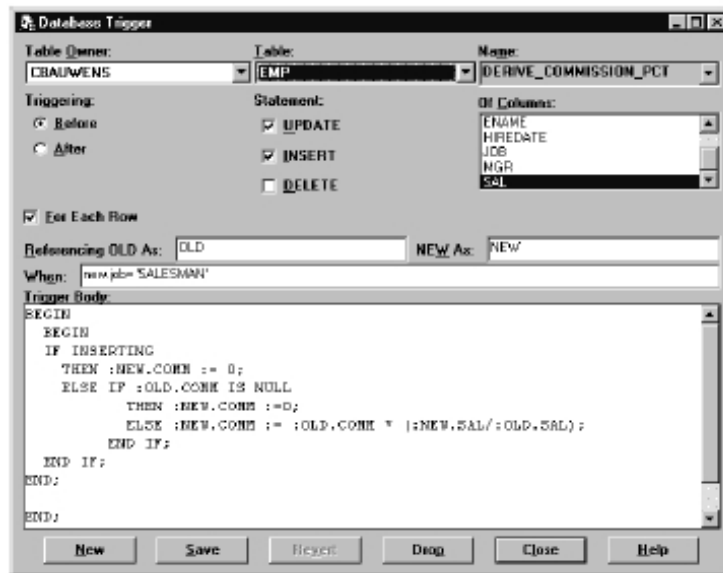 Database Trigger
Table Owner: Table: Name:
CBAUWENS EMP DERIVE_COMMISSION_PCT
Triggering: Statement: Of Columns:
Before UPDATE ENAME
HIREDATE
After INSERT JOB
MGR
DELETE SAL
For Each Row
Referencing OLD As: OLD NEW As: NEW
When: new.job= 'SALESMAN'
Trigger Body:
BEGIN
BEGIN
IF INSERTING
THEN :NEW.COMM := 0;
ELSE IF :OLD.COMM IS NULL
THEN :NEW.COMM :=0;
ELSE :NEW.COMM := :OLD.COMM * (:NEW.SAL/:OLD.SAL);
END IF;
END IF;
END;
END;
New Save Revert Drop Close Help